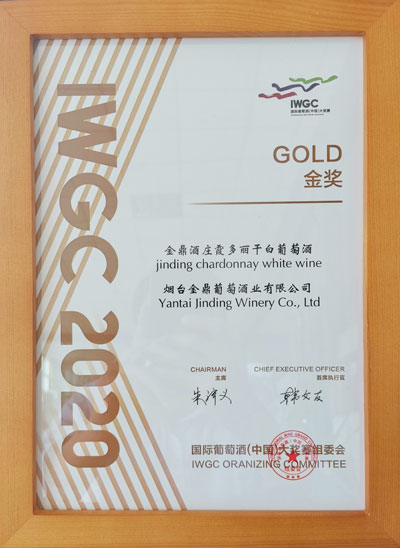 IWGC 2020
IWGC
国际葡萄酒(中国)大奖赛
GOLD
金奖
金鼎酒庄霞多丽干白葡萄酒
jinding chardonnay white wine
烟台金鼎葡萄酒业有限公司
Yantai Jinding Winery Co., Ltd
CHAIRMAN
主席
CHIEF EXECUTIVE OFFICER
首席执行官
国际葡萄酒(中国)大奖赛组委会
IWGC ORANIZING COMMITTEE